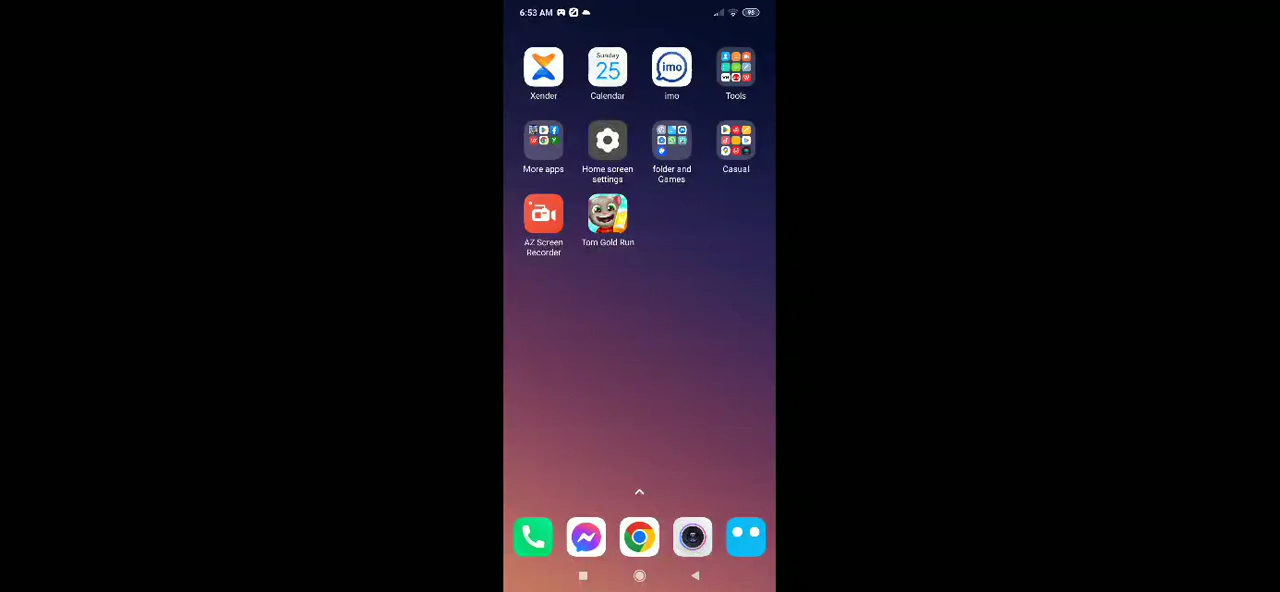 6:53 AM
98
Sunday
25
imo
Xender
Calendar
imo
Tools
More apps
Home screen
settings
folder and
Games
Casual
AZ Screen
Recorder
Tom Gold Run